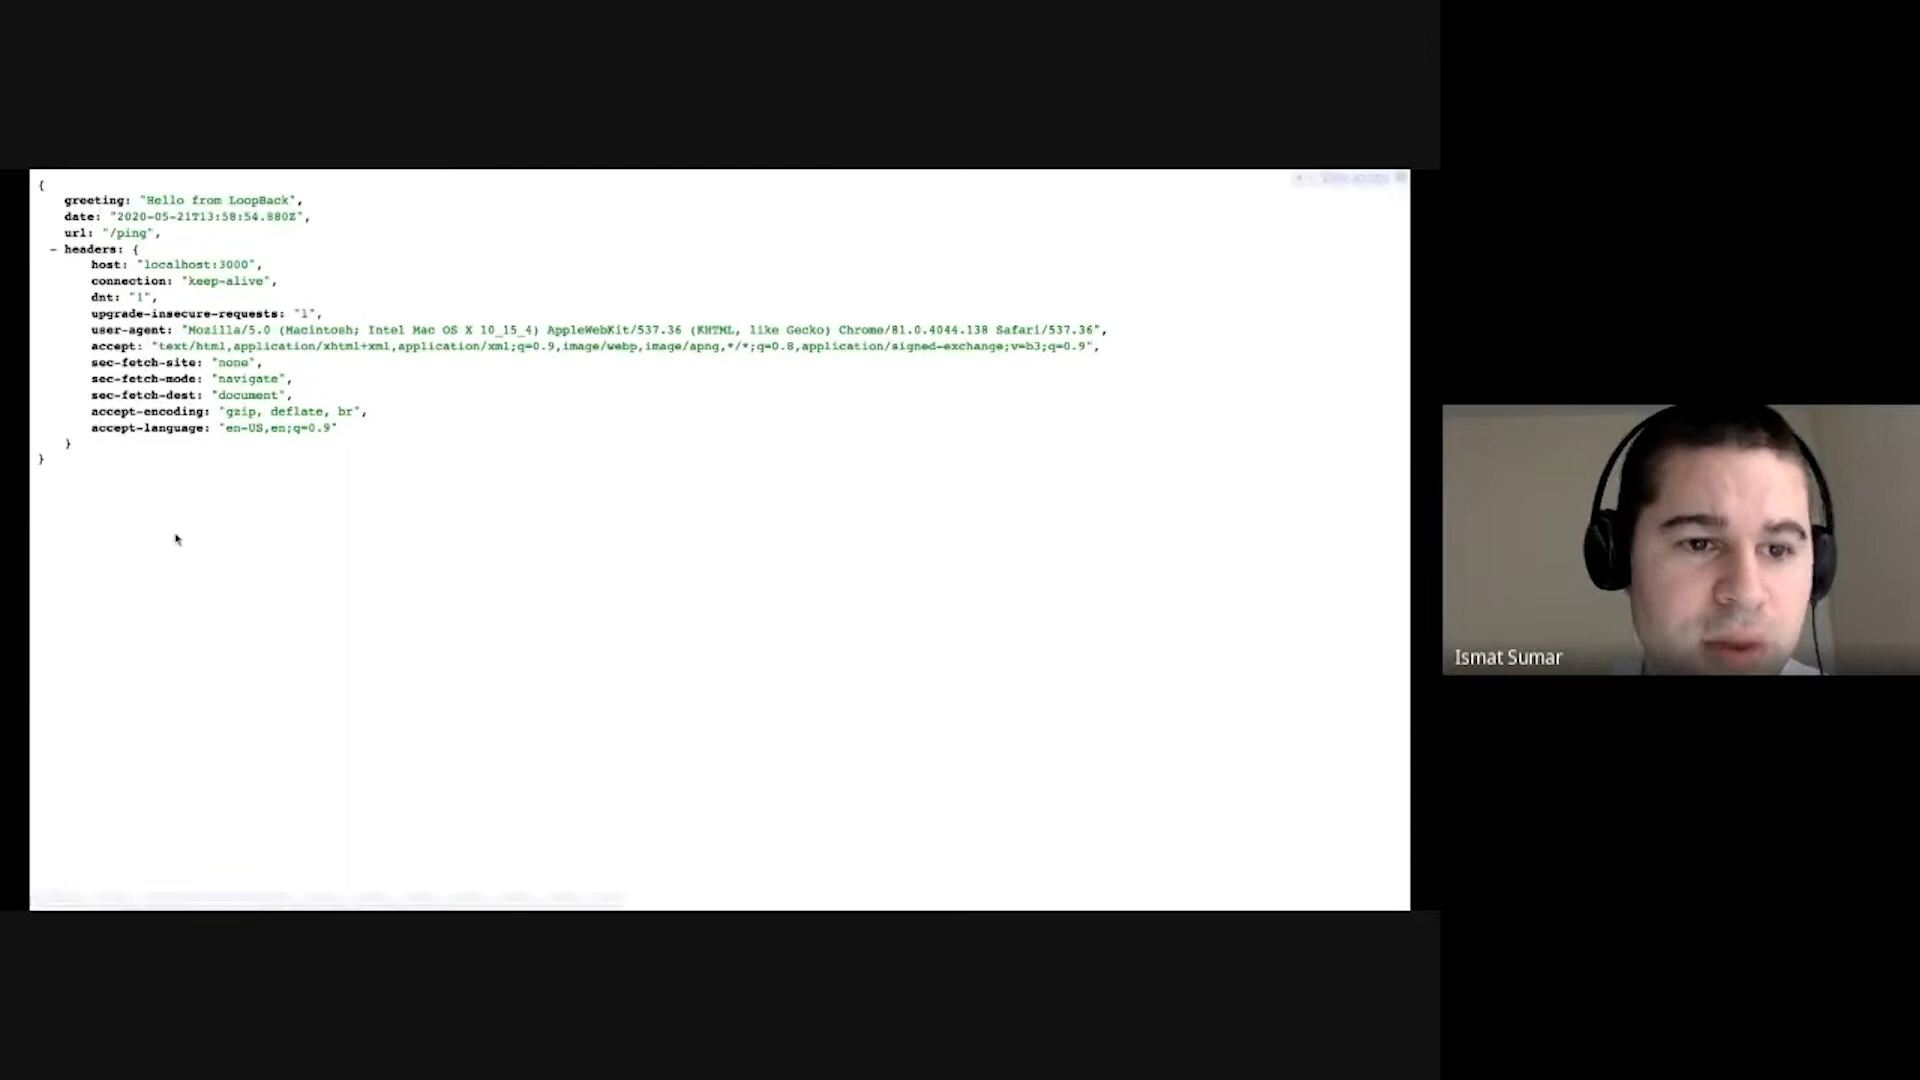 {
greeting: "Hello from LoopBack",
date: "2020-05-21T13:58:54.880Z",
url: "/ping",
- headers: {
host: "localhost:3000",
connection: "keep-alive",
dnt: "1",
upgrade-insecure-requests: "1",
user-agent: "Mozilla/5.0 (Macintosh; Intel Mac OS X 10_15_4) AppleWebKit/537.36 (KHTML, like Gecko) Chrome/81.0.4044.138 Safari/537.36",
accept: "text/html,application/xhtml+xml,application/xml;q=0.9,image/webp,image/apng,*/*;q=0.8,application/signed-exchange;v=b3;q=0.9",
sec-fetch-site: "none",
sec-fetch-mode: "navigate",
sec-fetch-dest: "document",
accept-encoding: "gzip, deflate, br",
accept-language: "en-US,en;q=0.9"
}
}
Ismat Sumar